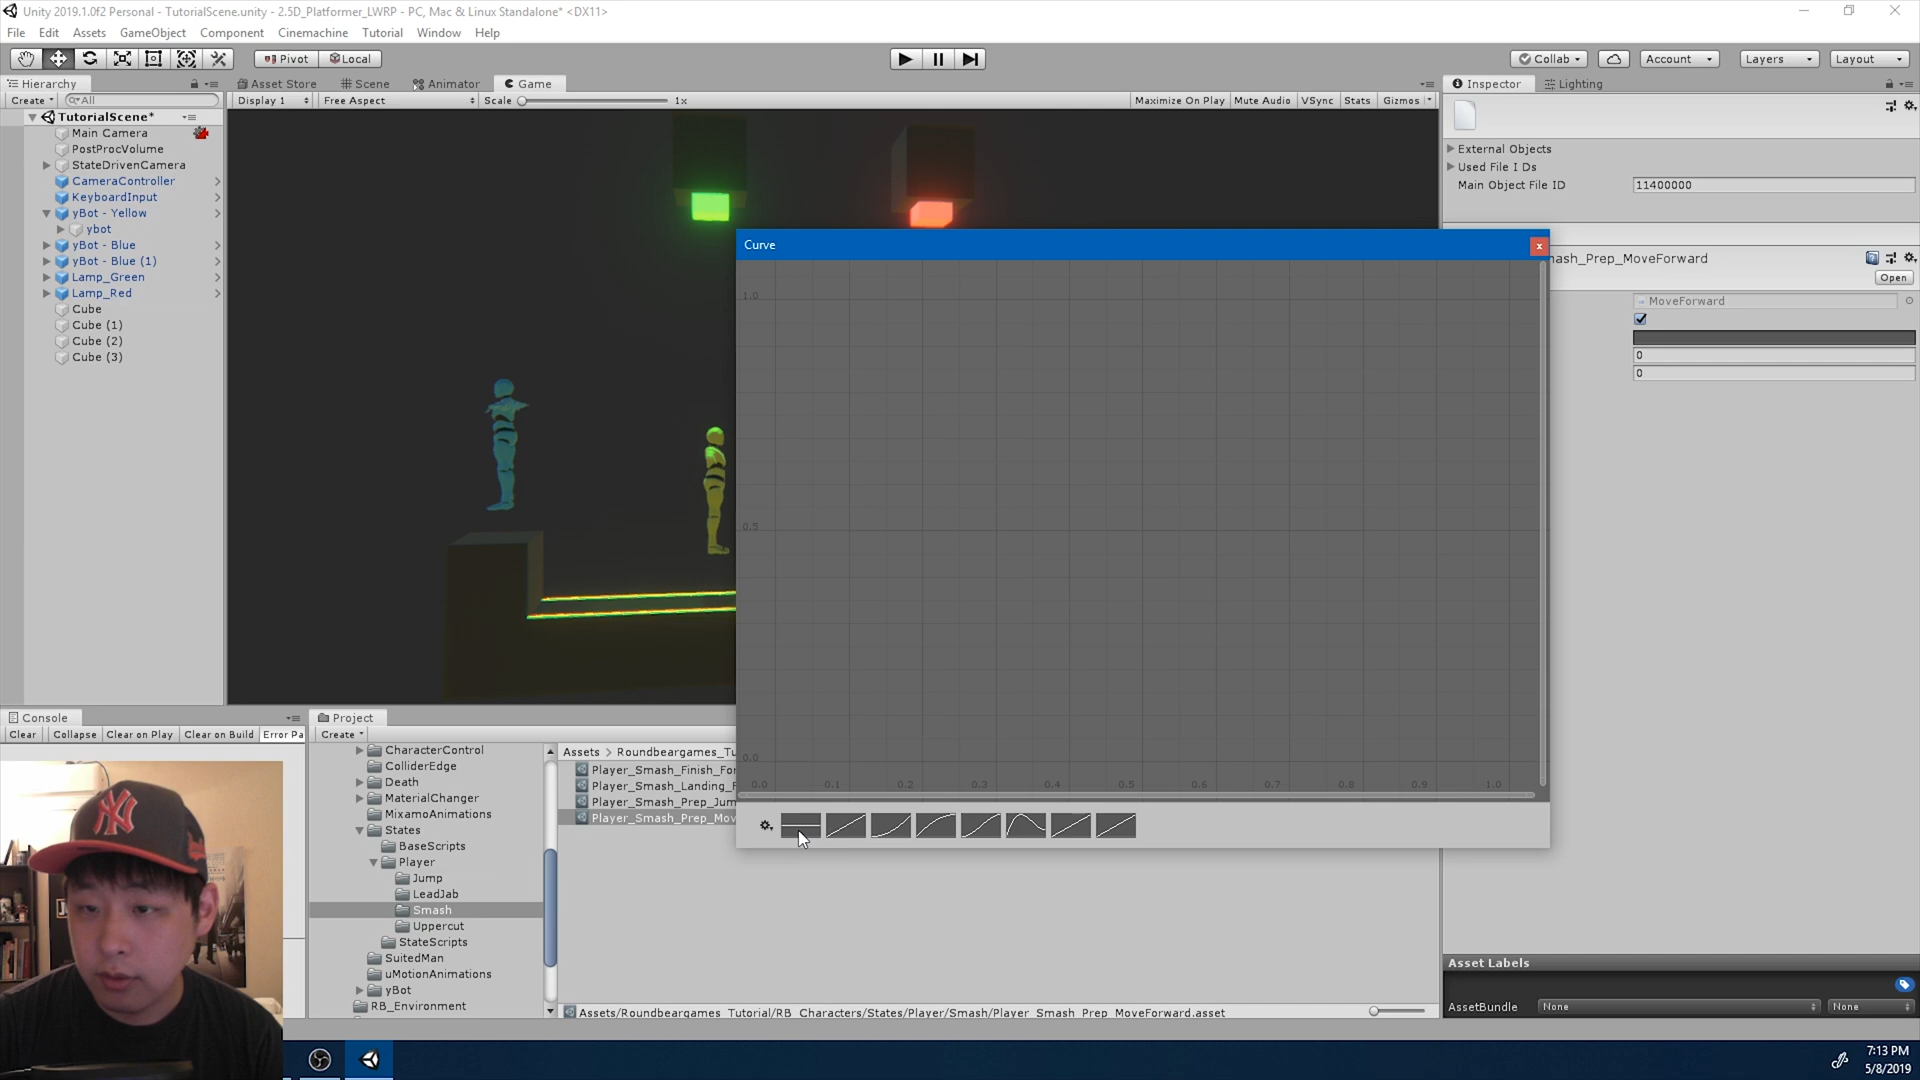 Unity 2019.1.0f2 Personal - TutorialScene.unity - 2.5D_Platformer_LWRP - PC, Mac & Linux Standalone* <DX11>
File Edit Assets GameObject Component Cinemachine Tutorial Window Help
Pivot Local Collab Account Layers Layout
Hierarchy Asset Store Scene Animator Game Inspector Lighting
Create All Display 1 Free Aspect Scale 1x Maximize On Play Mute Audio VSync Stats Gizmos
TutorialScene*
Main Camera
PostProcVolume
StateDrivenCamera
CameraController
KeyboardInput
yBot - Yellow
ybot
yBot - Blue
yBot - Blue (1)
Lamp_Green
Lamp_Red
Cube
Cube (1)
Cube (2)
Cube (3)
External Objects
Used File I Ds
Main Object File ID 11400000
Curve
mash_Prep_MoveForward
Open
MoveForward
0
0
1.0
0.5
0.0
0.0 0.1 0.2 0.3 0.4 0.5 0.6 0.7 0.8 0.9 1.0
Console Project
Clear Collapse Clear on Play Clear on Build Error Pa Create
CharacterControl
ColliderEdge
Death
MaterialChanger
MixamoAnimations
States
BaseScripts
Player
Jump
LeadJab
Smash
Uppercut
StateScripts
SuitedMan
uMotionAnimations
yBot
RB_Environment
Assets > Roundbeargames_Tu
Player_Smash_Finish_For
Player_Smash_Landing_F
Player_Smash_Prep_Jum
Player_Smash_Prep_Mov
Assets/Roundbeargames_Tutorial/RB_Characters/States/Player/Smash/Player_Smash_Prep_MoveForward.asset
Asset Labels
AssetBundle None None
7:13 PM
5/8/2019